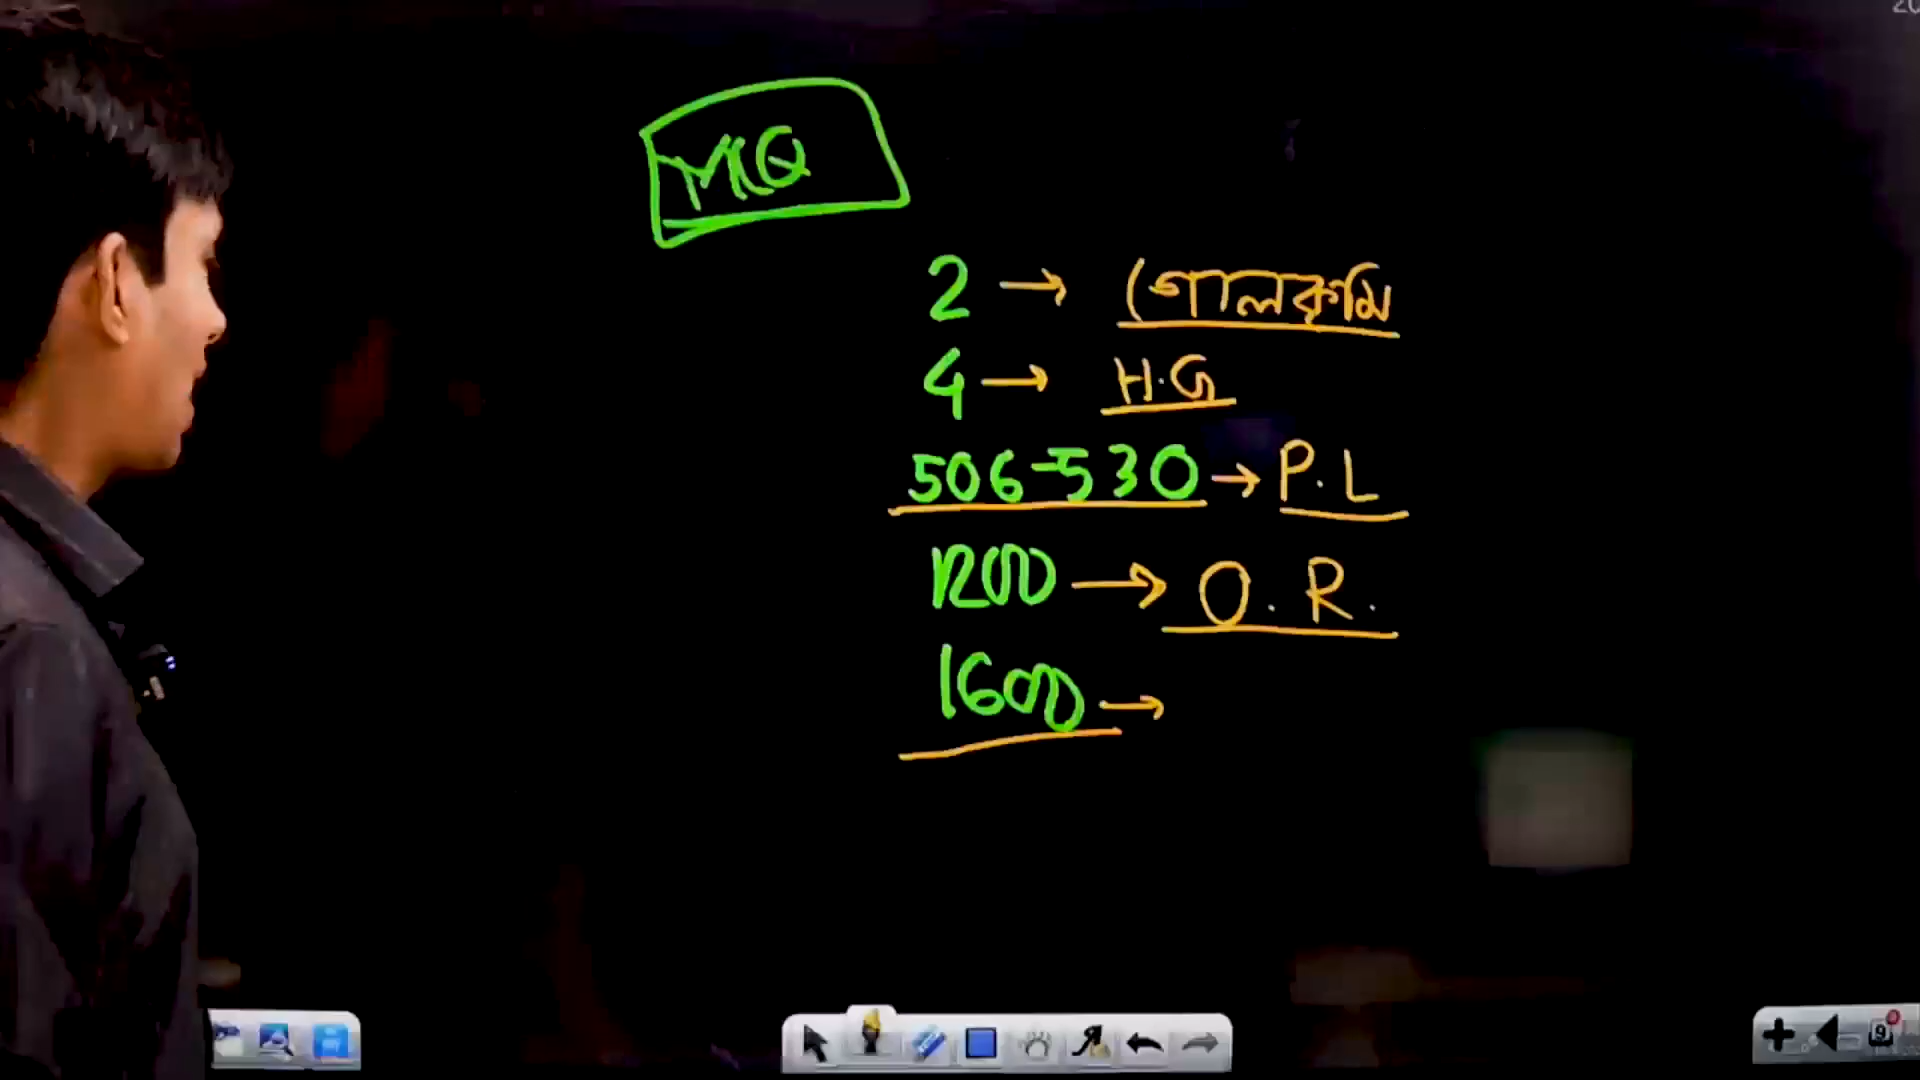 MCQ
2 → গোলকৃমি
4 → H.G
506-530 → P.L
1200 → O.R.
1600 →